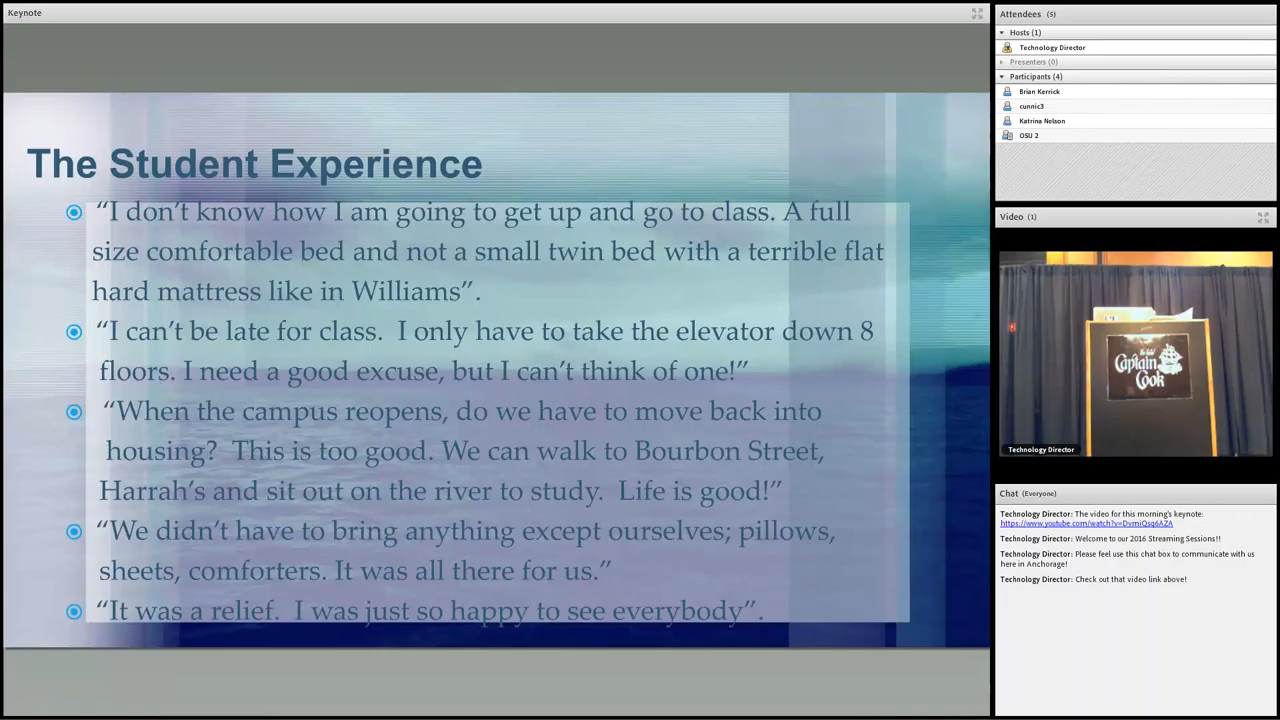 Keynote
The Student Experience
“I don’t know how I am going to get up and go to class. A full
size comfortable bed and not a small twin bed with a terrible flat
hard mattress like in Williams”.
“I can’t be late for class.  I only have to take the elevator down 8
floors. I need a good excuse, but I can’t think of one!”
“When the campus reopens, do we have to move back into
housing?  This is too good. We can walk to Bourbon Street,
Harrah’s and sit out on the river to study.  Life is good!”
“We didn’t have to bring anything except ourselves; pillows,
sheets, comforters. It was all there for us.”
“It was a relief.  I was just so happy to see everybody”.
Attendees (5)
Hosts (1)
Technology Director
Presenters (0)
Participants (4)
Brian Kerrick
cunnic3
Katrina Nelson
OSU 2
Video (1)
Captain
Cook
Technology Director
Chat (Everyone)
Technology Director: The video for this morning's keynote:
https://www.youtube.com/watch?v=DvmiQsq6AZA
Technology Director: Welcome to our 2016 Streaming Sessions!!
Technology Director: Please feel use this chat box to communicate with us
here in Anchorage!
Technology Director: Check out that video link above!